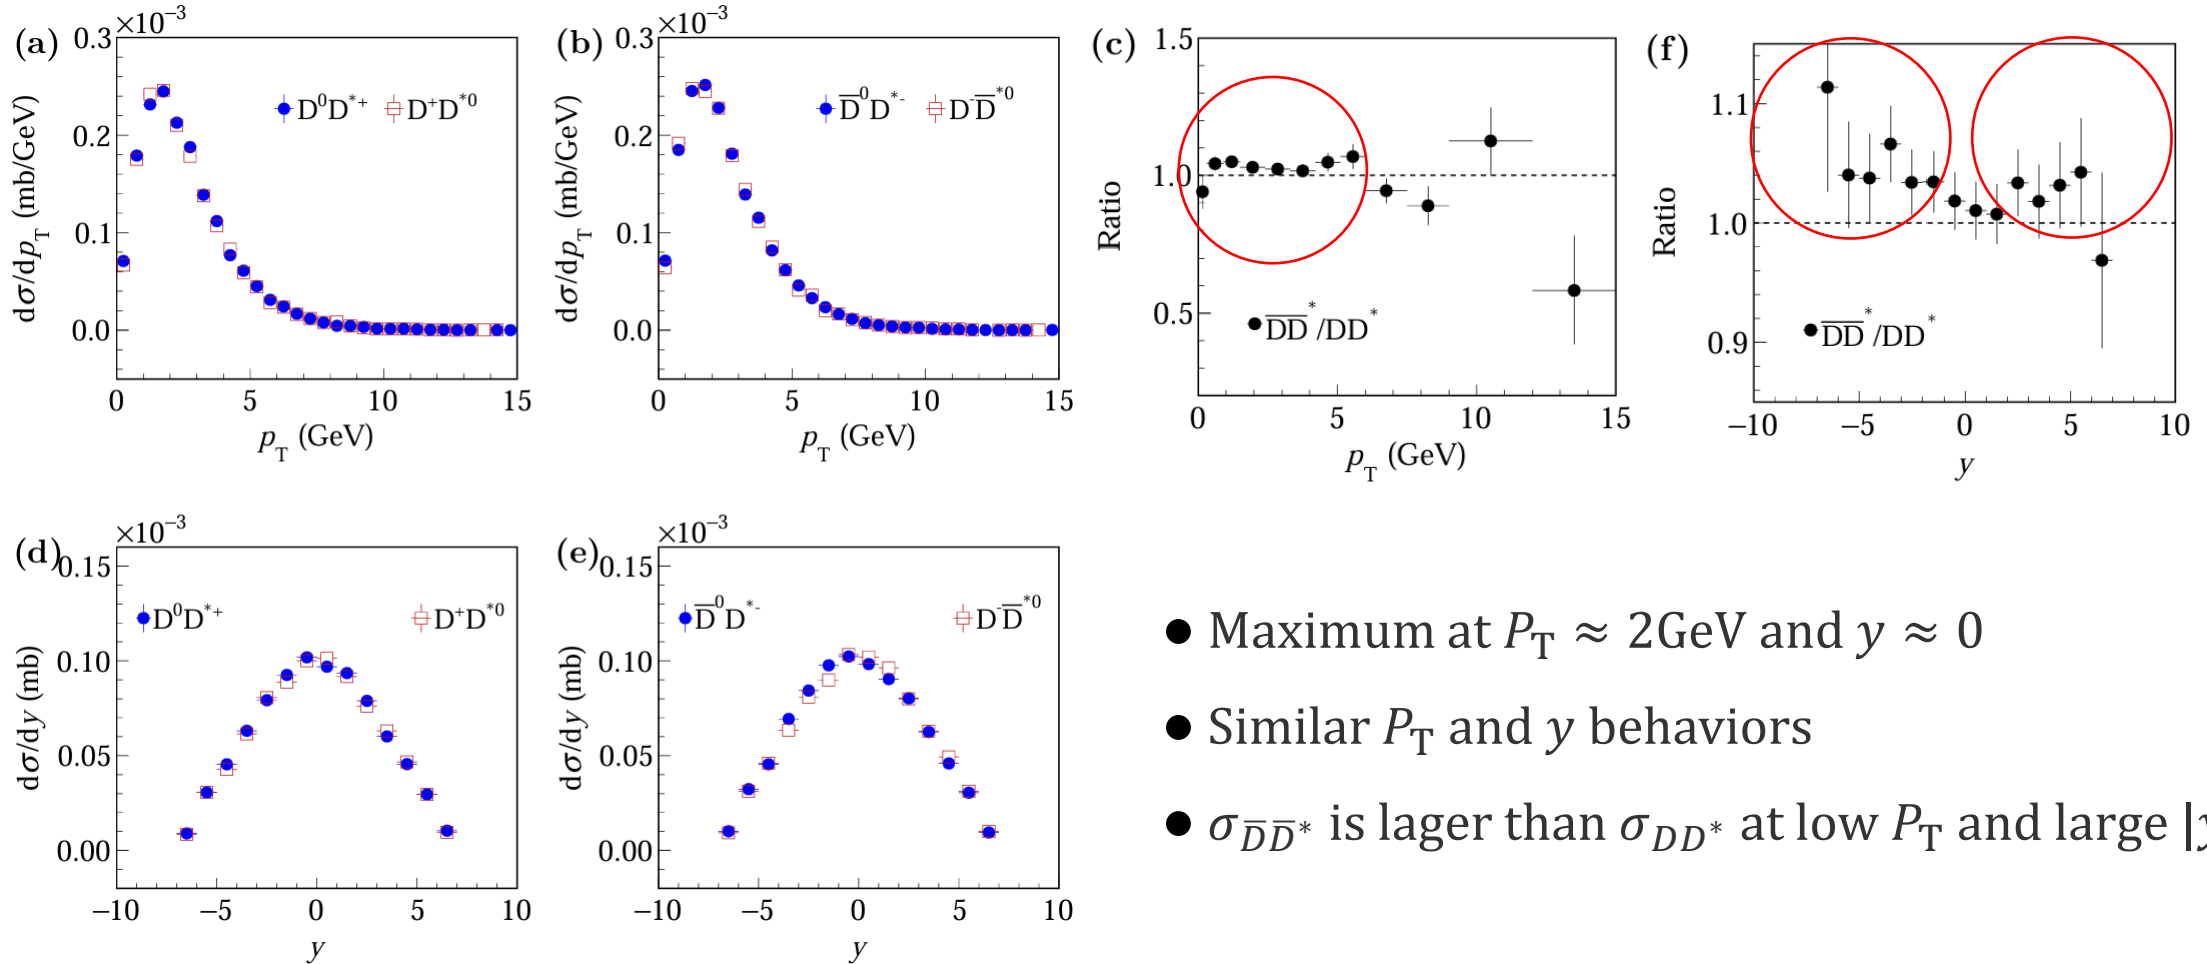 (a)
×10⁻³
0.3
0.2
0.1
0.0
dσ/dp_T (mb/GeV)
D⁰D*⁺ D⁺D*⁰
0 5 10 15
p_T (GeV)
(b)
×10⁻³
0.3
0.2
0.1
0.0
dσ/dp_T (mb/GeV)
D̅⁰D*⁻ D⁻D̅*⁰
0 5 10 15
p_T (GeV)
(c)
1.5
1.0
0.5
Ratio
D̅D̅*/DD*
0 5 10 15
p_T (GeV)
(f)
1.1
1.0
0.9
Ratio
D̅D̅*/DD*
−10 −5 0 5 10
y
(d)
×10⁻³
0.15
0.10
0.05
0.00
dσ/dy (mb)
D⁰D*⁺ D⁺D*⁰
−10 −5 0 5 10
y
(e)
×10⁻³
0.15
0.10
0.05
0.00
dσ/dy (mb)
D̅⁰D*⁻ D⁻D̅*⁰
−10 −5 0 5 10
y
● Maximum at P_T ≈ 2GeV and y ≈ 0
● Similar P_T and y behaviors
● σ_D̅D̅* is lager than σ_DD* at low P_T and large |y